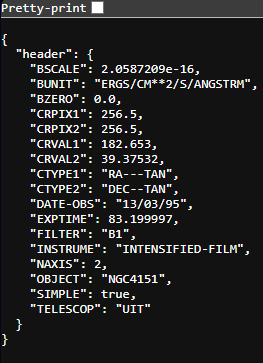 Pretty-print
{
"header": {
"BSCALE": 2.0587209e-16,
"BUNIT": "ERGS/CM**2/S/ANGSTRM",
"BZERO": 0.0,
"CRPIX1": 256.5,
"CRPIX2": 256.5,
"CRVAL1": 182.653,
"CRVAL2": 39.37532,
"CTYPE1": "RA---TAN",
"CTYPE2": "DEC--TAN",
"DATE-OBS": "13/03/95",
"EXPTIME": 83.199997,
"FILTER": "B1",
"INSTRUME": "INTENSIFIED-FILM",
"NAXIS": 2,
"OBJECT": "NGC4151",
"SIMPLE": true,
"TELESCOP": "UIT"
}
}